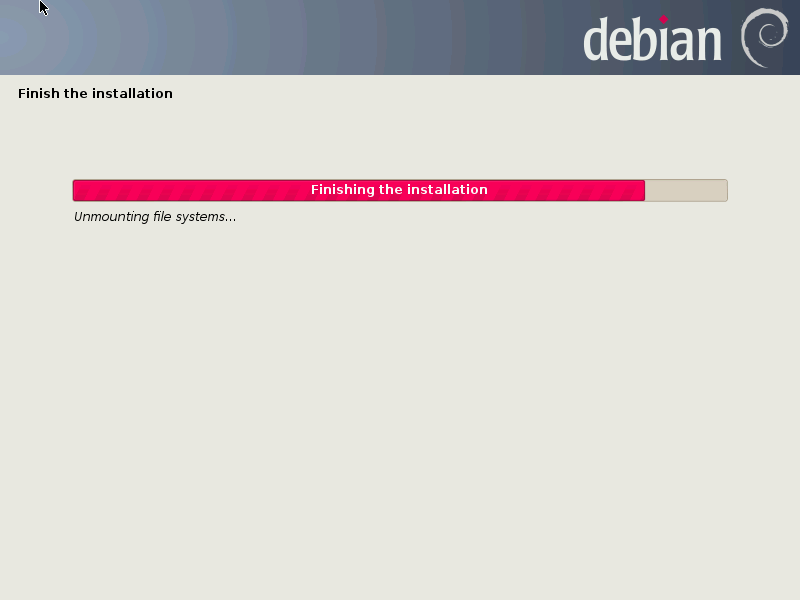 debian
Finish the installation
Finishing the installation
Unmounting file systems...